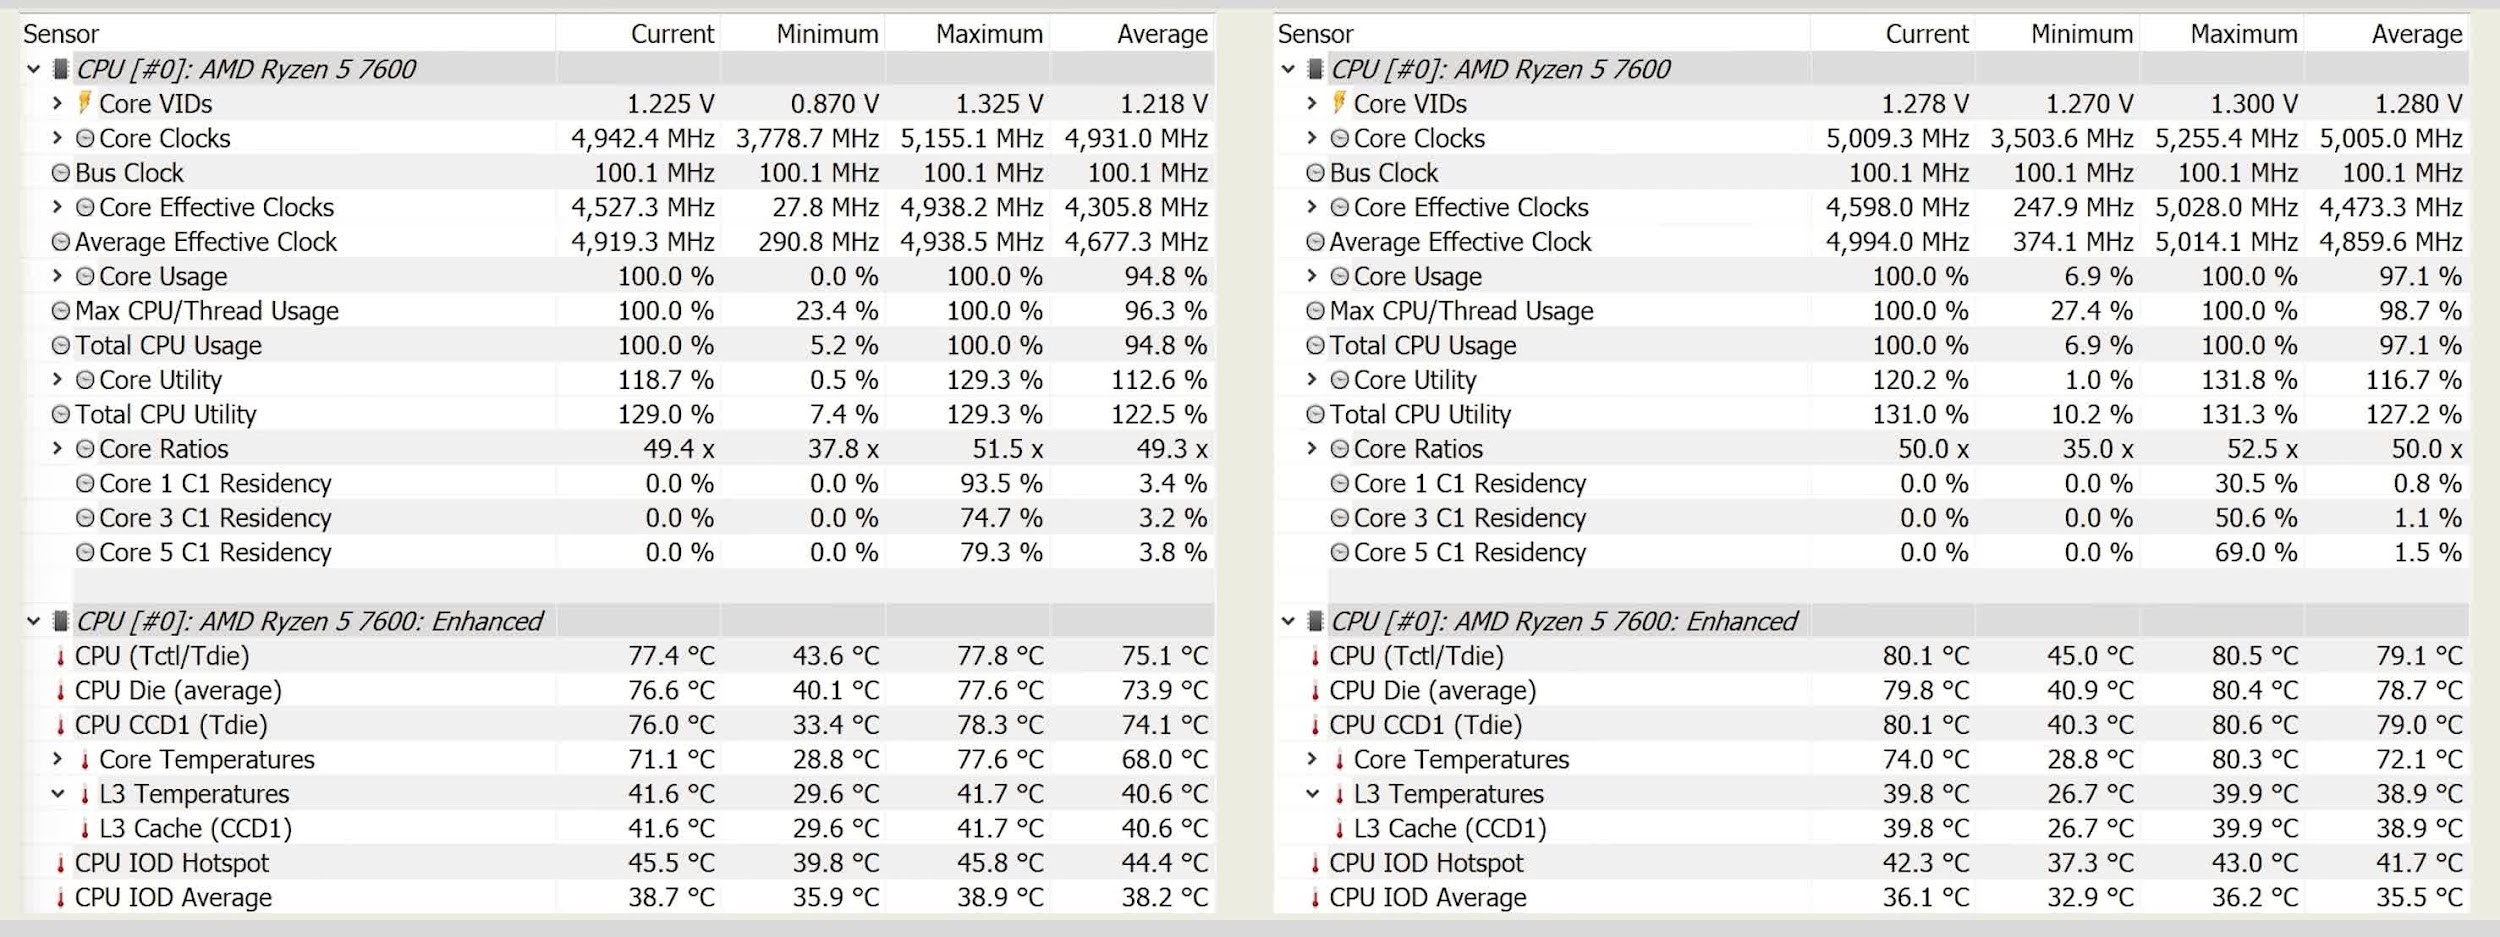 Sensor Current Minimum Maximum Average
CPU [#0]: AMD Ryzen 5 7600
Core VIDs 1.225 V 0.870 V 1.325 V 1.218 V
Core Clocks 4,942.4 MHz 3,778.7 MHz 5,155.1 MHz 4,931.0 MHz
Bus Clock 100.1 MHz 100.1 MHz 100.1 MHz 100.1 MHz
Core Effective Clocks 4,527.3 MHz 27.8 MHz 4,938.2 MHz 4,305.8 MHz
Average Effective Clock 4,919.3 MHz 290.8 MHz 4,938.5 MHz 4,677.3 MHz
Core Usage 100.0 % 0.0 % 100.0 % 94.8 %
Max CPU/Thread Usage 100.0 % 23.4 % 100.0 % 96.3 %
Total CPU Usage 100.0 % 5.2 % 100.0 % 94.8 %
Core Utility 118.7 % 0.5 % 129.3 % 112.6 %
Total CPU Utility 129.0 % 7.4 % 129.3 % 122.5 %
Core Ratios 49.4 x 37.8 x 51.5 x 49.3 x
Core 1 C1 Residency 0.0 % 0.0 % 93.5 % 3.4 %
Core 3 C1 Residency 0.0 % 0.0 % 74.7 % 3.2 %
Core 5 C1 Residency 0.0 % 0.0 % 79.3 % 3.8 %
CPU [#0]: AMD Ryzen 5 7600: Enhanced
CPU (Tctl/Tdie) 77.4 °C 43.6 °C 77.8 °C 75.1 °C
CPU Die (average) 76.6 °C 40.1 °C 77.6 °C 73.9 °C
CPU CCD1 (Tdie) 76.0 °C 33.4 °C 78.3 °C 74.1 °C
Core Temperatures 71.1 °C 28.8 °C 77.6 °C 68.0 °C
L3 Temperatures 41.6 °C 29.6 °C 41.7 °C 40.6 °C
L3 Cache (CCD1) 41.6 °C 29.6 °C 41.7 °C 40.6 °C
CPU IOD Hotspot 45.5 °C 39.8 °C 45.8 °C 44.4 °C
CPU IOD Average 38.7 °C 35.9 °C 38.9 °C 38.2 °C
Sensor Current Minimum Maximum Average
CPU [#0]: AMD Ryzen 5 7600
Core VIDs 1.278 V 1.270 V 1.300 V 1.280 V
Core Clocks 5,009.3 MHz 3,503.6 MHz 5,255.4 MHz 5,005.0 MHz
Bus Clock 100.1 MHz 100.1 MHz 100.1 MHz 100.1 MHz
Core Effective Clocks 4,598.0 MHz 247.9 MHz 5,028.0 MHz 4,473.3 MHz
Average Effective Clock 4,994.0 MHz 374.1 MHz 5,014.1 MHz 4,859.6 MHz
Core Usage 100.0 % 6.9 % 100.0 % 97.1 %
Max CPU/Thread Usage 100.0 % 27.4 % 100.0 % 98.7 %
Total CPU Usage 100.0 % 6.9 % 100.0 % 97.1 %
Core Utility 120.2 % 1.0 % 131.8 % 116.7 %
Total CPU Utility 131.0 % 10.2 % 131.3 % 127.2 %
Core Ratios 50.0 x 35.0 x 52.5 x 50.0 x
Core 1 C1 Residency 0.0 % 0.0 % 30.5 % 0.8 %
Core 3 C1 Residency 0.0 % 0.0 % 50.6 % 1.1 %
Core 5 C1 Residency 0.0 % 0.0 % 69.0 % 1.5 %
CPU [#0]: AMD Ryzen 5 7600: Enhanced
CPU (Tctl/Tdie) 80.1 °C 45.0 °C 80.5 °C 79.1 °C
CPU Die (average) 79.8 °C 40.9 °C 80.4 °C 78.7 °C
CPU CCD1 (Tdie) 80.1 °C 40.3 °C 80.6 °C 79.0 °C
Core Temperatures 74.0 °C 28.8 °C 80.3 °C 72.1 °C
L3 Temperatures 39.8 °C 26.7 °C 39.9 °C 38.9 °C
L3 Cache (CCD1) 39.8 °C 26.7 °C 39.9 °C 38.9 °C
CPU IOD Hotspot 42.3 °C 37.3 °C 43.0 °C 41.7 °C
CPU IOD Average 36.1 °C 32.9 °C 36.2 °C 35.5 °C